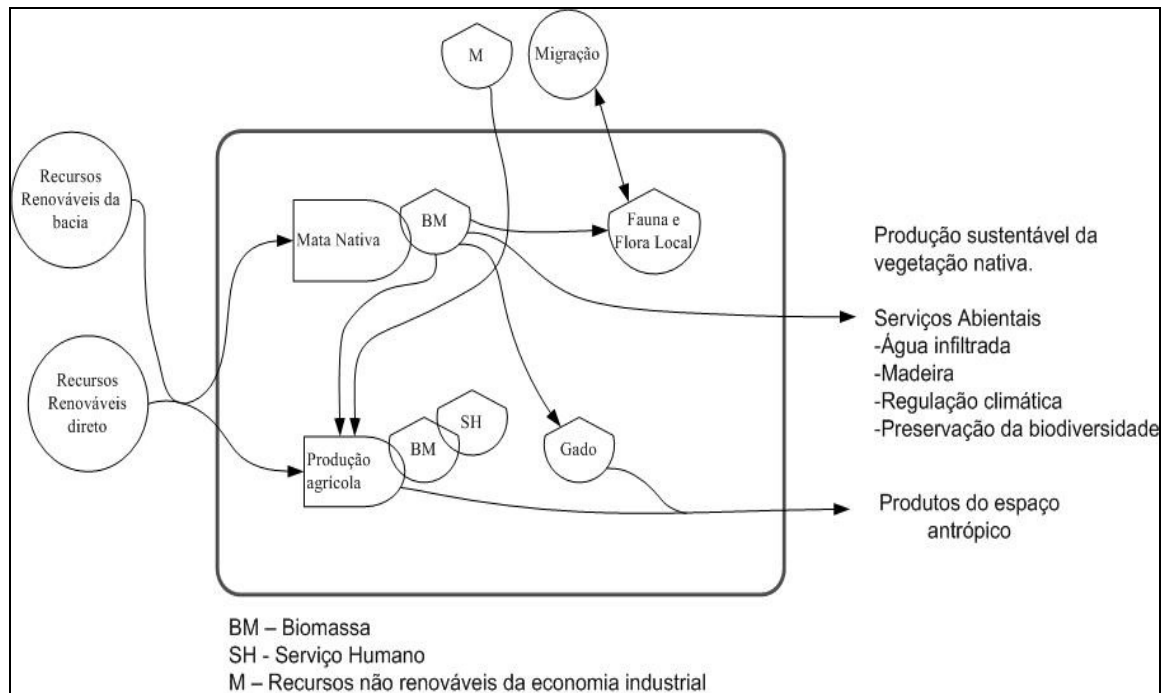 M
Migração
Recursos
Renováveis da
bacia
Mata Nativa
BM
Fauna e
Flora Local
Produção sustentável da
vegetação nativa.
Serviços Abientais
-Água infiltrada
-Madeira
-Regulação climática
-Preservação da biodiversidade
Recursos
Renováveis
direto
Produção
agrícola
BM
SH
Gado
Produtos do espaço
antrópico
BM – Biomassa
SH - Serviço Humano
M – Recursos não renováveis da economia industrial